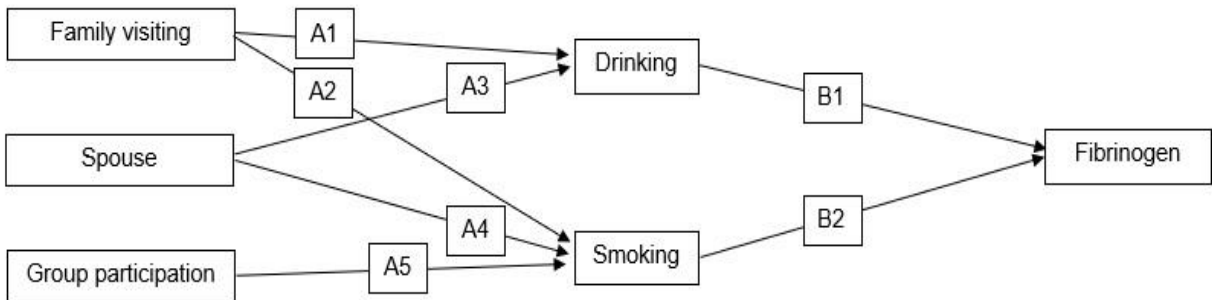 Family visiting
A1
Drinking
A2
A3
B1
Spouse
Fibrinogen
A4
B2
Group participation
A5
Smoking